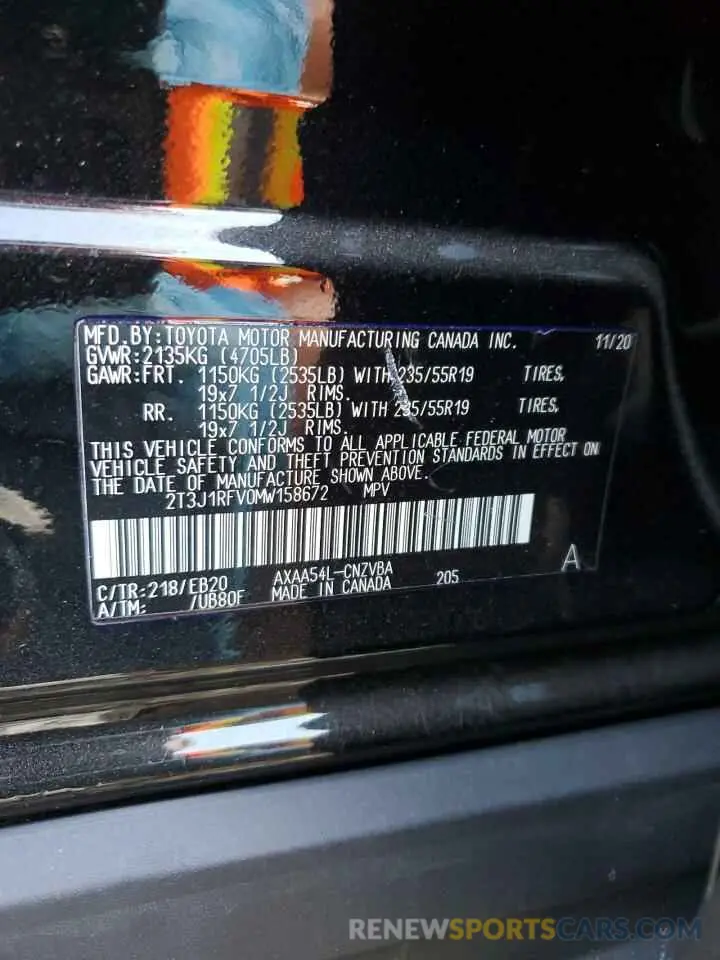 MFD.BY:TOYOTA MOTOR MANUFACTURING CANADA INC. 11/20
GVWR:2135KG (4705LB)
GAWR:FRT. 1150KG (2535LB) WITH 235/55R19 TIRES,
19x7 1/2J RIMS.
RR. 1150KG (2535LB) WITH 235/55R19 TIRES,
19x7 1/2J RIMS.
THIS VEHICLE CONFORMS TO ALL APPLICABLE FEDERAL MOTOR
VEHICLE SAFETY AND THEFT PREVENTION STANDARDS IN EFFECT ON
THE DATE OF MANUFACTURE SHOWN ABOVE.
2T3J1RFV0MW158672 MPV
A
C/TR:218/EB20 AXAA54L-CNZVBA 205
A/TM: /UB80F MADE IN CANADA
RENEWSPORTSCARS.COM